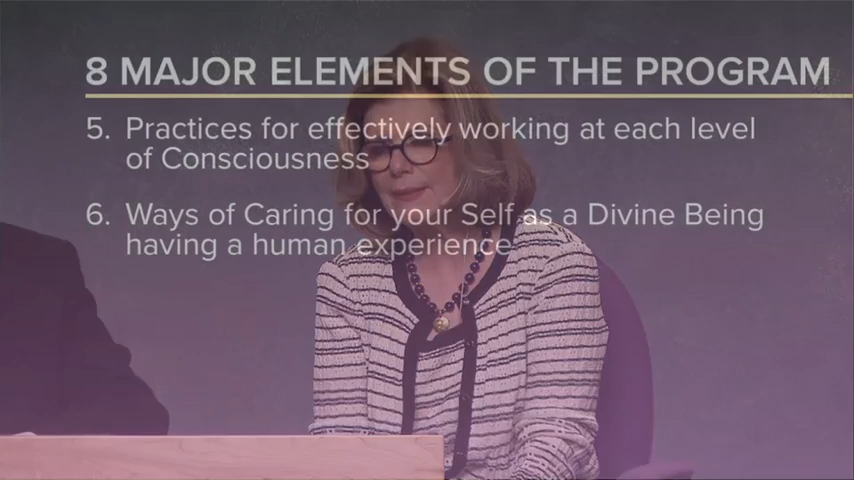 8 MAJOR ELEMENTS OF THE PROGRAM
5. Practices for effectively working at each level
of Consciousness
6. Ways of Caring for your Self as a Divine Being
having a human experience